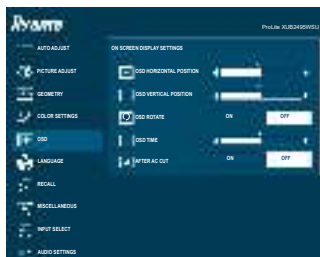 Iiyama
ProLite XUB2495WSU
AUTO ADJUST
ON SCREEN DISPLAY SETTINGS
PICTURE ADJUST
OSD HORIZONTAL POSITION
GEOMETRY
OSD VERTICAL POSITION
COLOR SETTINGS
OSD ROTATE ON OFF
OSD
OSD TIME
LANGUAGE
AFTER AC CUT ON OFF
RECALL
MISCELLANEOUS
INPUT SELECT
AUDIO SETTINGS